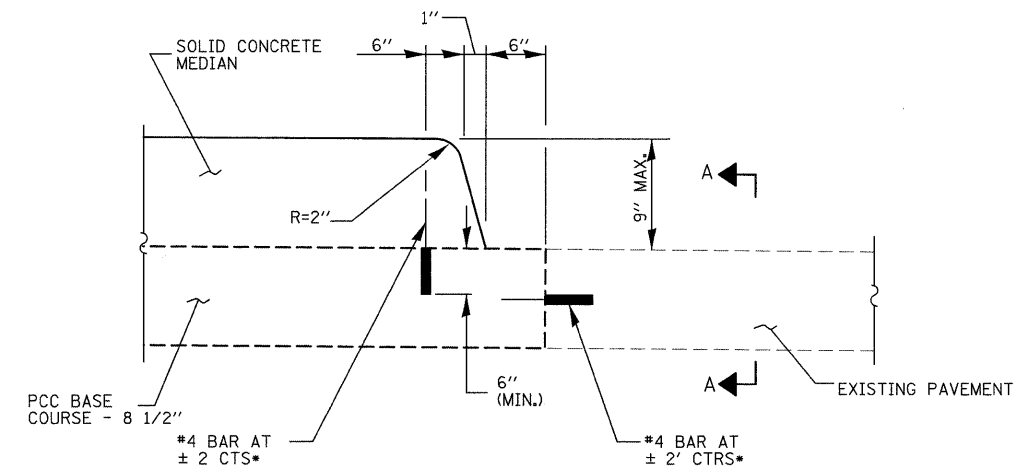 1"
6"
6"
SOLID CONCRETE
MEDIAN
A
9" MAX.
R=2"
A
6"
(MIN.)
EXISTING PAVEMENT
PCC BASE
COURSE - 8 1/2"
#4 BAR AT
± 2 CTS*
#4 BAR AT
± 2' CTRS*